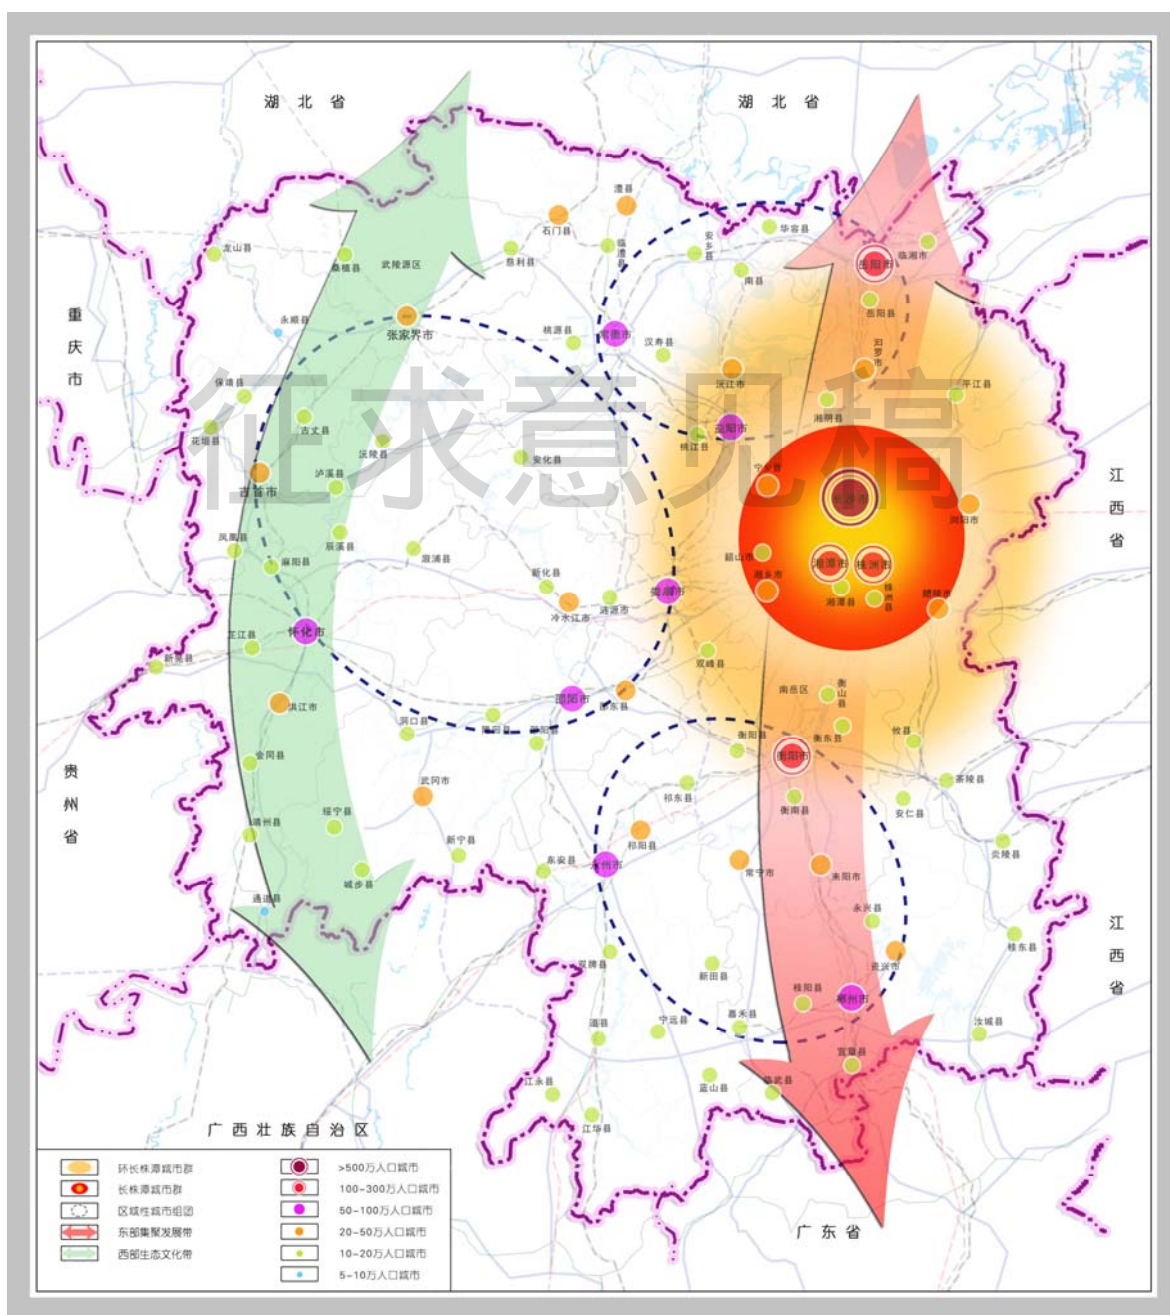 湖北省
湖北省
澧县
石门县
华容县
临澧县
安乡县
龙山县
桑植县
武陵源区
慈利县
临湘市
岳阳市
南县
岳阳县
重庆市
永顺县
张家界市
桃源县
常德市
汉寿县
汨罗市
沅江市
平江县
保靖县
征求意见稿
湘阴县
花垣县
古丈县
沅陵县
益阳市
桃江县
安化县
江西省
泸溪县
宁乡县
吉首市
长沙市
浏阳市
凤凰县
辰溪县
溆浦县
麻阳县
韶山市
湘潭市
株洲市
新化县
湘乡市
娄底市
涟源市
冷水江市
湘潭县
株洲县
醴陵市
芷江县
怀化市
新晃县
双峰县
南岳区
衡山县
邵阳市
邵东县
洪江市
洞口县
隆回县
邵阳县
衡阳县
衡东县
攸县
衡阳市
会同县
贵州省
武冈市
祁东县
衡南县
安仁县
茶陵县
绥宁县
靖州县
新宁县
祁阳县
炎陵县
东安县
永州市
常宁市
耒阳市
城步县
通道县
永兴县
江西省
桂东县
双牌县
资兴市
新田县
桂阳县
郴州市
道县
宁远县
嘉禾县
汝城县
宜章县
江永县
蓝山县
临武县
江华县
广西壮族自治区
广东省
环长株潭城市群
长株潭城市群
区域性城市组团
东部集聚发展带
西部生态文化带
>500万人口城市
100-300万人口城市
50-100万人口城市
20-50万人口城市
10-20万人口城市
5-10万人口城市